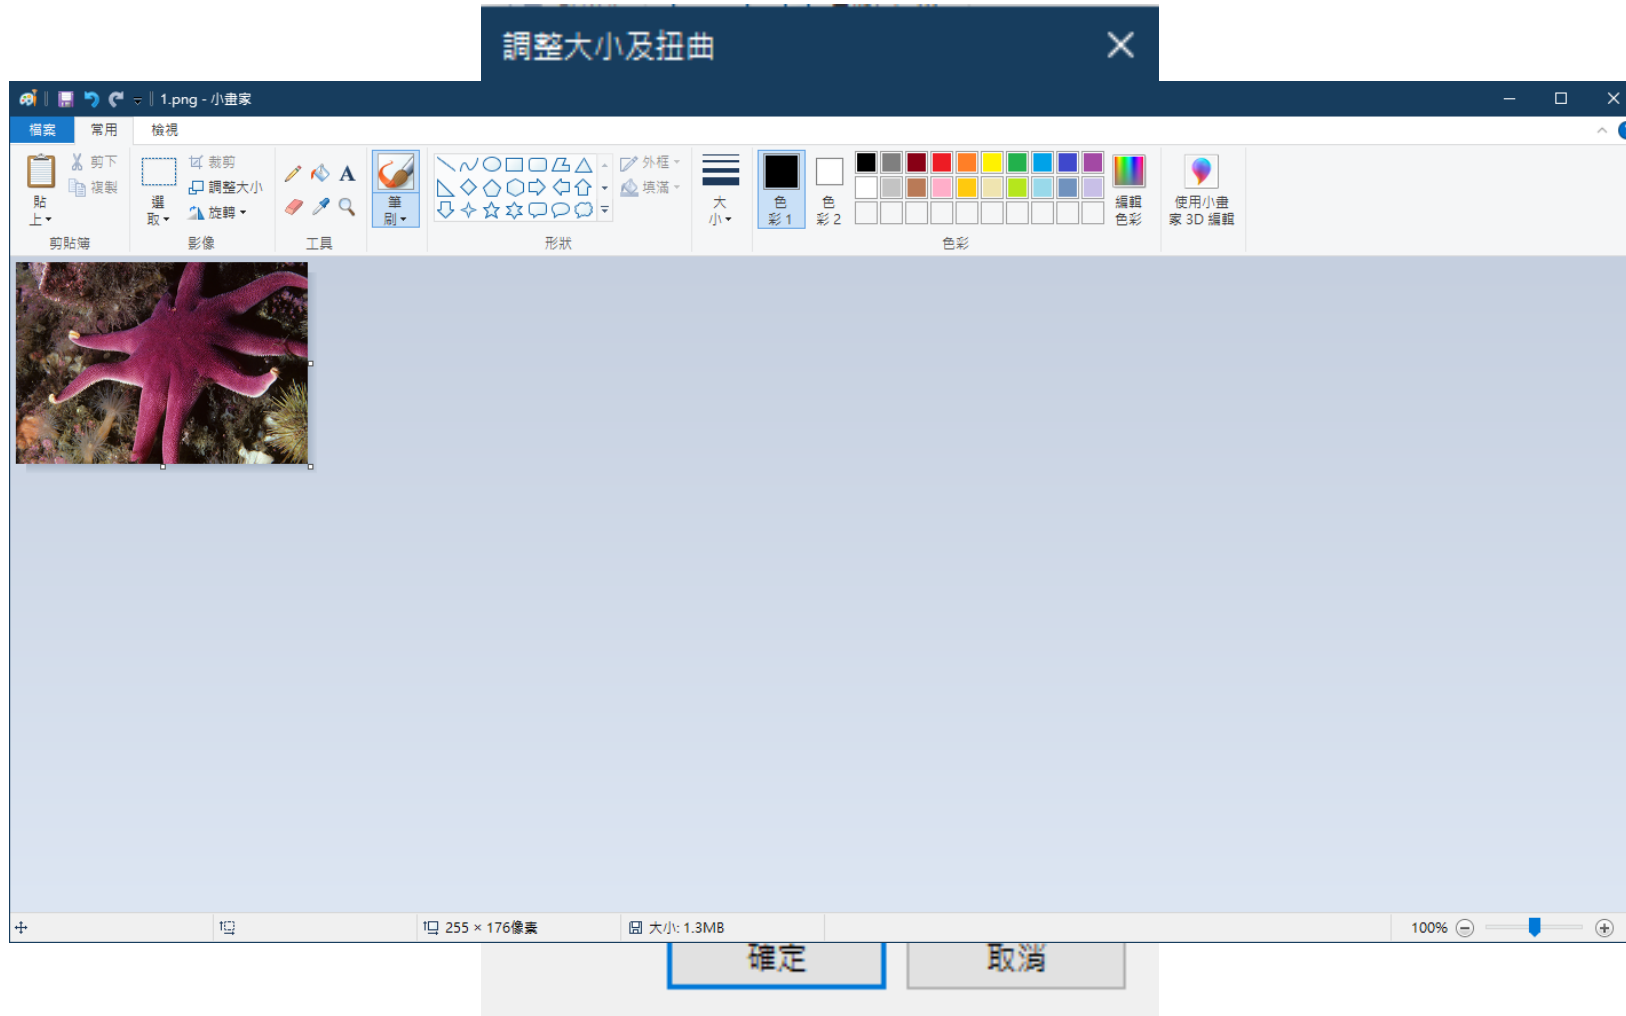 調整大小及扭曲
1.png - 小畫家
檔案 常用 檢視
貼上
剪下
複製
剪貼簿
選取
裁剪
調整大小
旋轉
影像
A
工具
筆刷
外框
填滿
形狀
大小
色彩 1
色彩 2
編輯色彩
色彩
使用小畫家 3D 編輯
255 × 176像素
大小: 1.3MB
100%
確定 取消